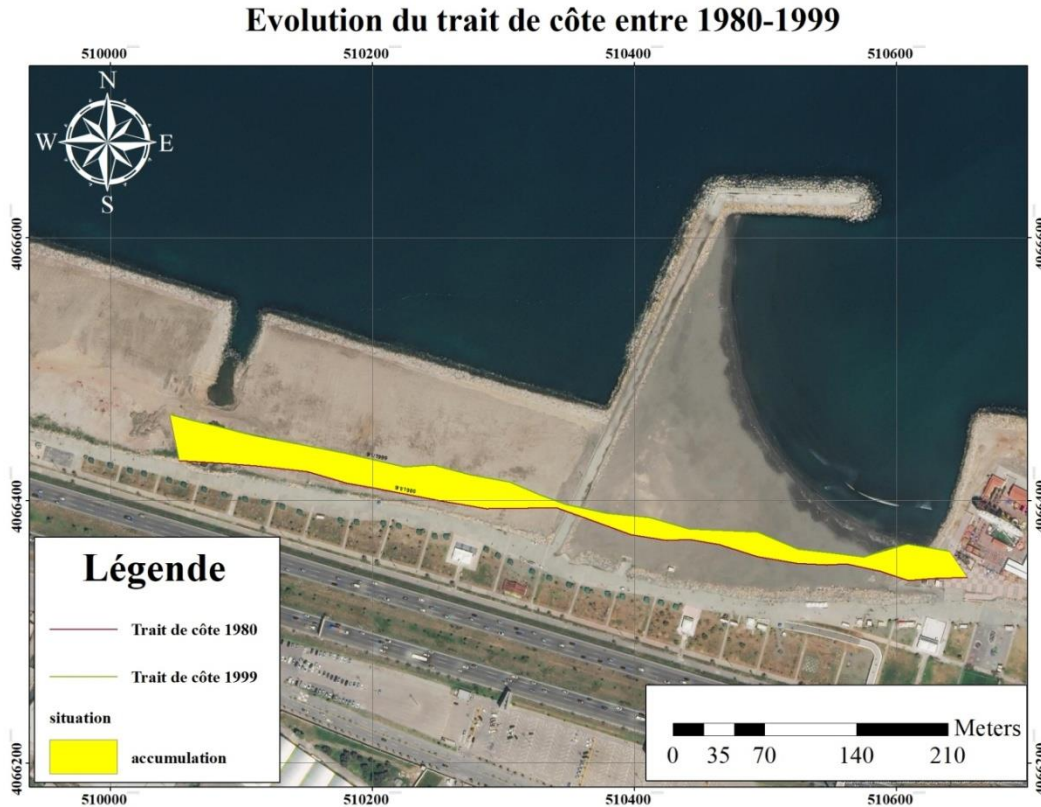 Evolution du trait de côte entre 1980-1999
510000 510200 510400 510600
N
W E
S
4066600 4066600
4066400 4066400
Légende
Trait de côte 1980
Trait de côte 1999
situation
accumulation
Meters
0 35 70 140 210
4066200 4066200
510000 510200 510400 510600